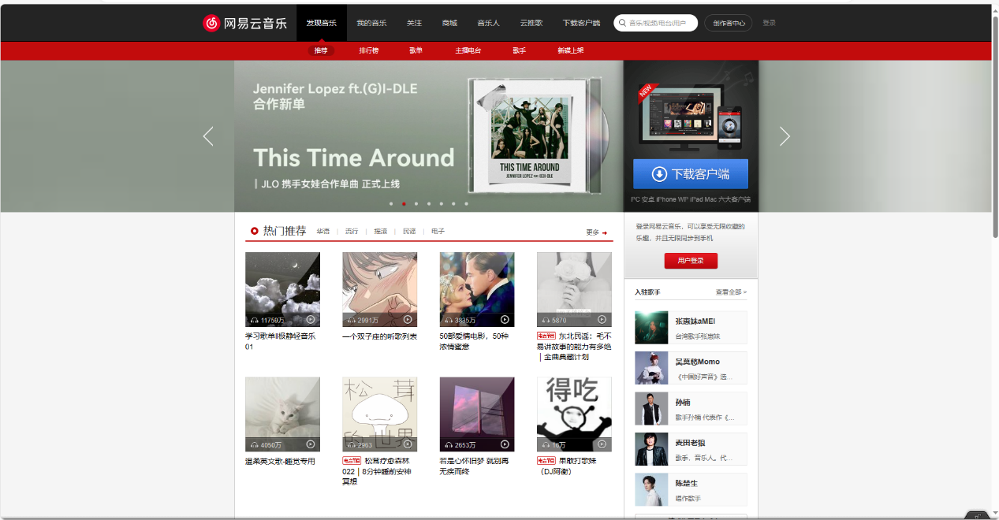 网易云音乐
发现音乐 我的音乐 关注 商城 音乐人 云推歌 下载客户端 音乐/视频/电台/用户 创作者中心 登录
推荐 排行榜 歌单 主播电台 歌手 新碟上架
Jennifer Lopez ft.(G)I-DLE
合作新单
This Time Around
JLO 携手女娃合作单曲 正式上线
THIS TIME AROUND
JENNIFER LOPEZ feat. (G)I-DLE
NEW
下载客户端
PC 安卓 iPhone WP iPad Mac 六大客户端
热门推荐 华语 | 流行 | 摇滚 | 民谣 | 电子 更多
11759万
学习歌单‖极静轻音乐
01
2991万
一个双子座的听歌列表
3835万
50部爱情电影，50种
浓情蜜意
5870
电台节目 东北民谣：毛不
易讲故事的能力有多绝
｜金曲典藏计划
4050万
温柔英文歌-睡觉专用
松茸
的世界
2963
电台节目 松茸疗愈森林
022｜8分钟睡前安神
冥想
2653万
若是心怀旧梦 就别再
无疾而终
得吃
16万
电台节目 果敢打歌妹
（DJ阿衡）
登录网易云音乐，可以享受无限收藏的
乐趣，并且无限同步到手机
用户登录
入驻歌手 查看全部 >
张惠妹aMEI
台湾歌手张惠妹
吴莫愁Momo
《中国好声音》选...
孙楠
歌手孙楠 代表作《...
麦田老狼
歌手、音乐人。代...
陈楚生
唱作歌手